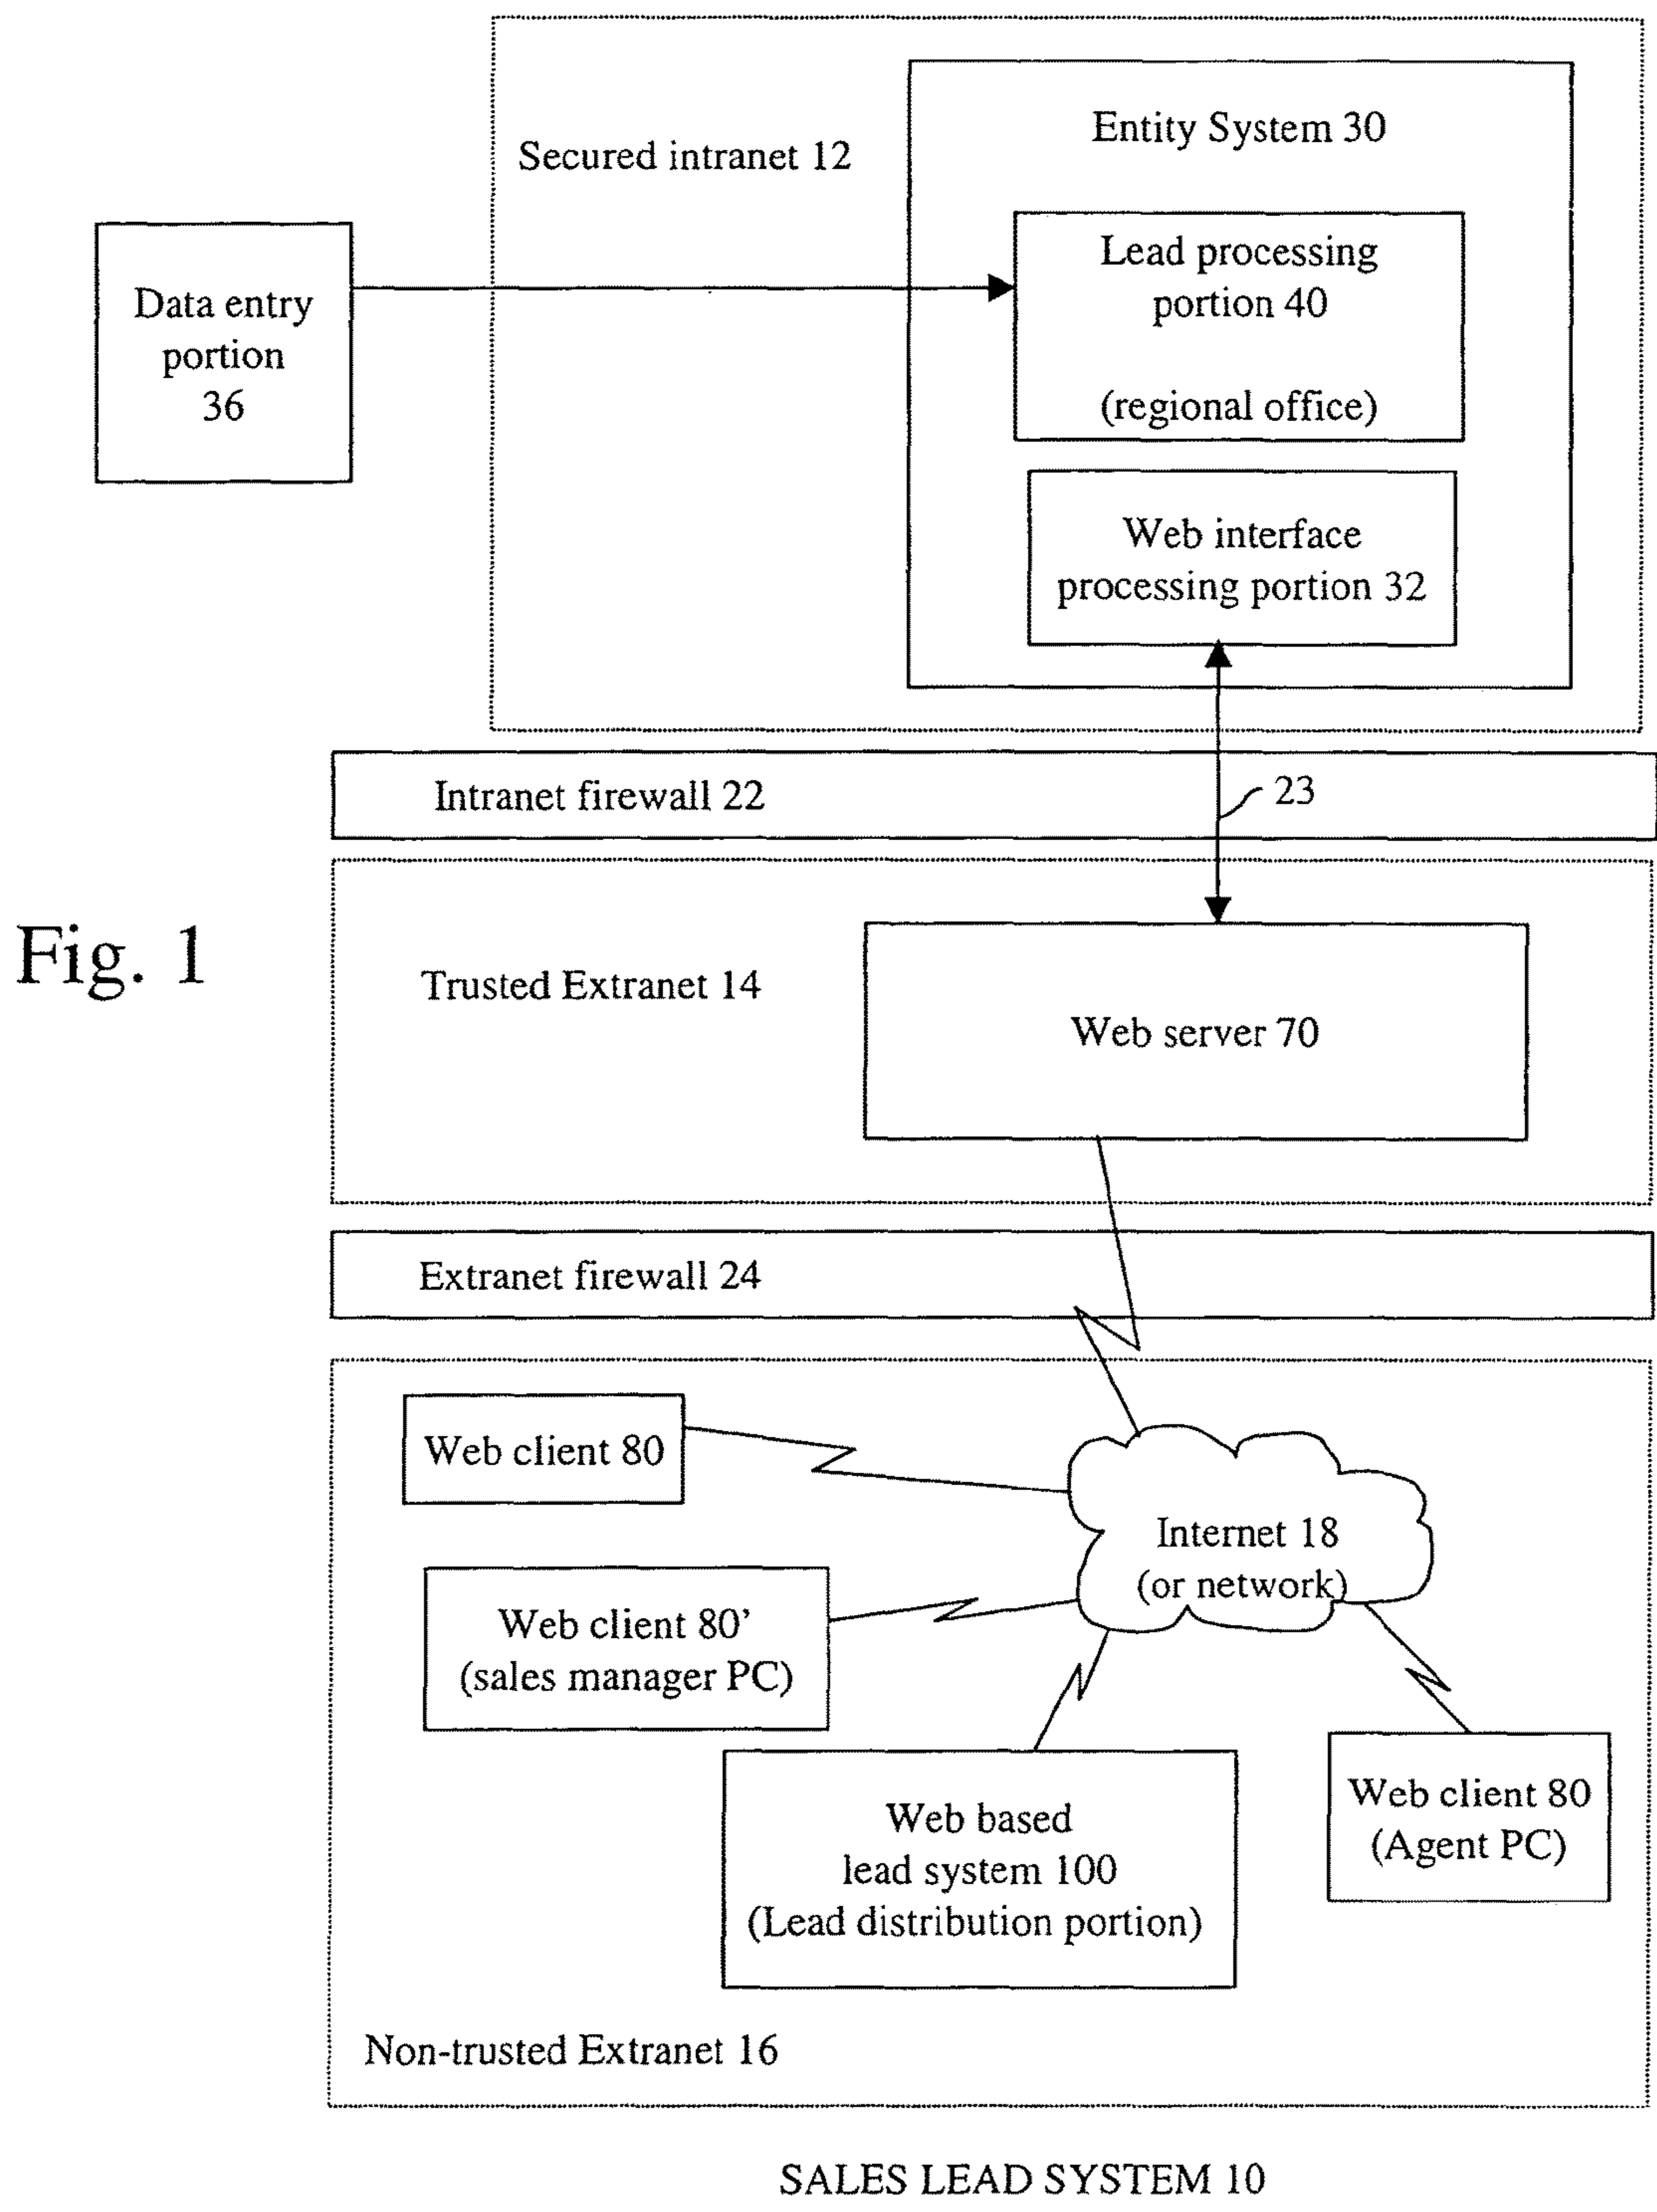 Entity System 30
Secured intranet 12
Lead processing
portion 40
(regional office)
Data entry
portion
36
Web interface
processing portion 32
Intranet firewall 22
23
Fig. 1
Trusted Extranet 14
Web server 70
Extranet firewall 24
Web client 80
Internet 18
(or network)
Web client 80’
(sales manager PC)
Web client 80
(Agent PC)
Web based
lead system 100
(Lead distribution portion)
Non-trusted Extranet 16
SALES LEAD SYSTEM 10